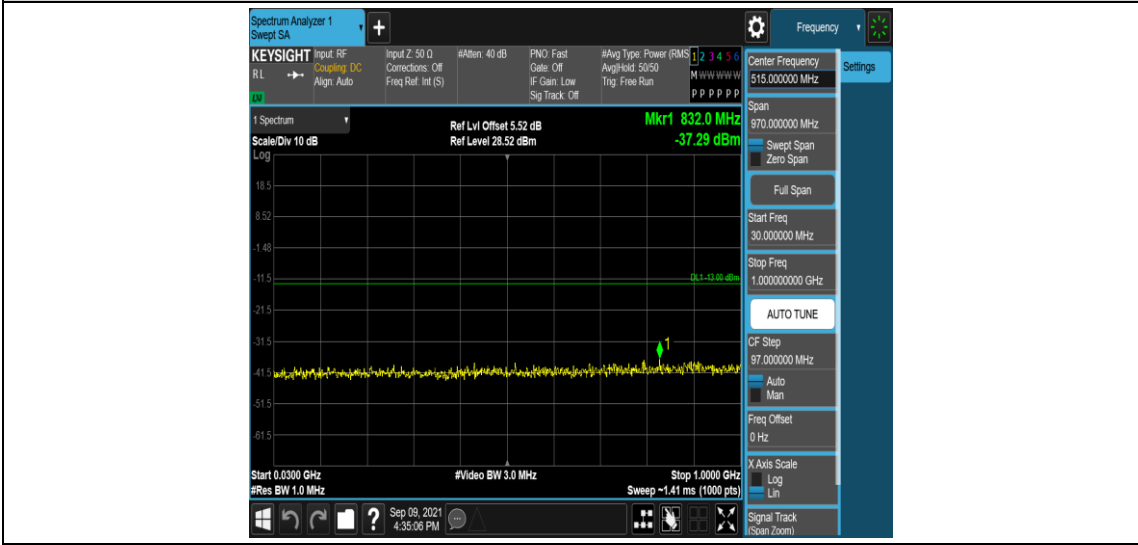 Spectrum Analyzer 1
Swept SA
+
Frequency
KEYSIGHT
RL
LM
Input: RF
Coupling: DC
Align: Auto
Input Z: 50 Ω
Corrections: Off
Freq Ref: Int (S)
#Atten: 40 dB
PNO: Fast
Gate: Off
IF Gain: Low
Sig Track: Off
#Avg Type: Power (RMS
Avg|Hold: 50/50
Trig: Free Run
1 2 3 4 5 6
M W W W W W
P P P P P P
1 Spectrum
Scale/Div 10 dB
Log
Ref Lvl Offset 5.52 dB
Ref Level 28.52 dBm
Mkr1 832.0 MHz
-37.29 dBm
18.5
8.52
-1.48
-11.5
DL1 -13.00 dBm
-21.5
-31.5
1
-41.5
-51.5
-61.5
Start 0.0300 GHz
#Res BW 1.0 MHz
#Video BW 3.0 MHz
Stop 1.0000 GHz
Sweep ~1.41 ms (1000 pts)
?
Sep 09, 2021
4:35:06 PM
Center Frequency
515.000000 MHz
Settings
Span
970.000000 MHz
Swept Span
Zero Span
Full Span
Start Freq
30.000000 MHz
Stop Freq
1.000000000 GHz
AUTO TUNE
CF Step
97.000000 MHz
Auto
Man
Freq Offset
0 Hz
X Axis Scale
Log
Lin
Signal Track
(Span Zoom)